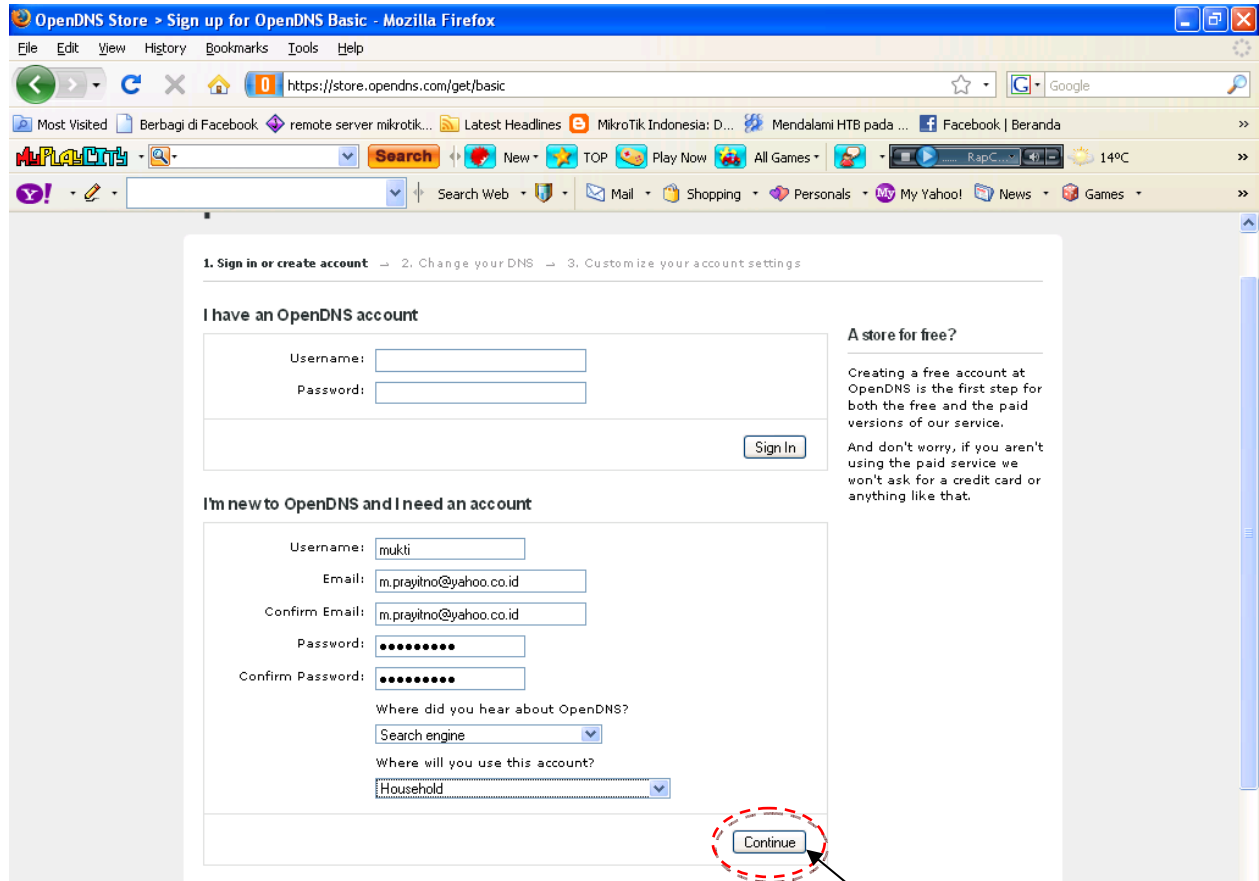 OpenDNS Store > Sign up for OpenDNS Basic - Mozilla Firefox
File Edit View History Bookmarks Tools Help
https://store.opendns.com/get/basic G Google
Most Visited Berbagi di Facebook remote server mikrotik... Latest Headlines MikroTik Indonesia: D... Mendalami HTB pada ... Facebook | Beranda »
MyPlayCity Search New TOP Play Now All Games ..... RapC... 14°C »
Y! Search Web Mail Shopping Personals My My Yahoo! News Games »
1. Sign in or create account → 2. Change your DNS → 3. Customize your account settings
I have an OpenDNS account
Username:
Password:
Sign In
A store for free?
Creating a free account at
OpenDNS is the first step for
both the free and the paid
versions of our service.
And don't worry, if you aren't
using the paid service we
won't ask for a credit card or
anything like that.
I'm new to OpenDNS and I need an account
Username: mukti
Email: m.prayitno@yahoo.co.id
Confirm Email: m.prayitno@yahoo.co.id
Password: •••••••••
Confirm Password: •••••••••
Where did you hear about OpenDNS?
Search engine
Where will you use this account?
Household
Continue